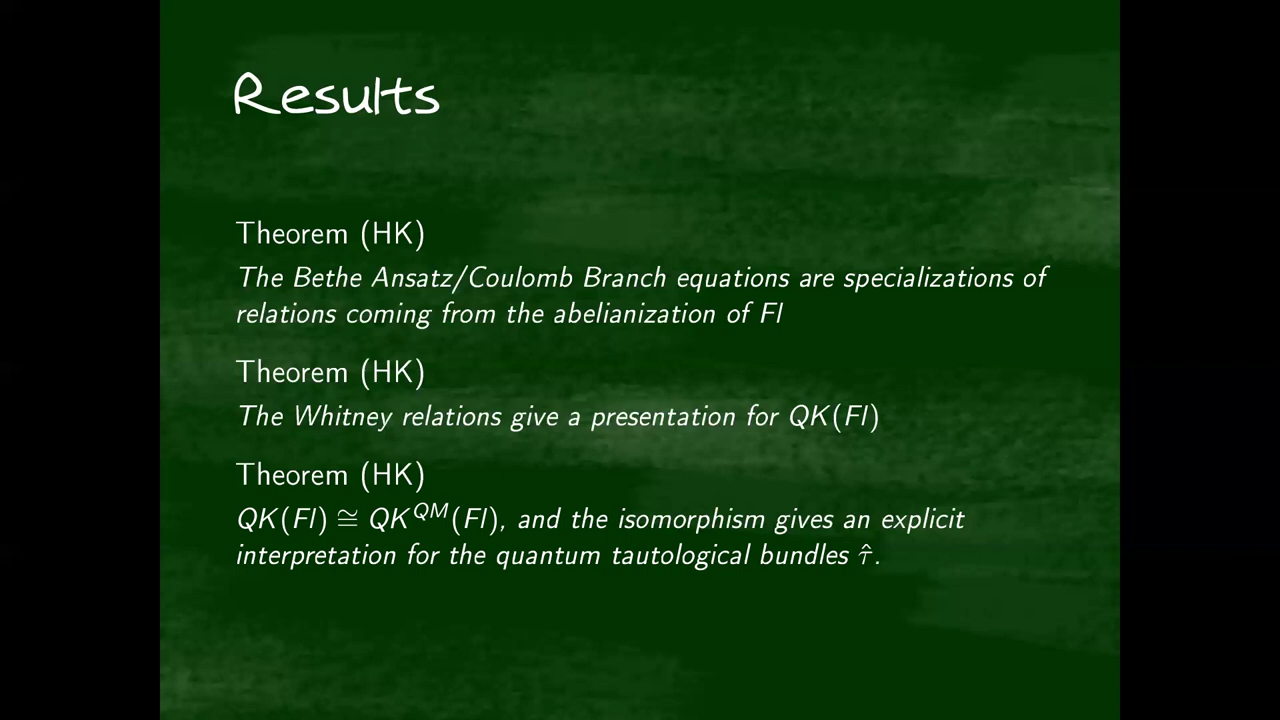 Results
Theorem (HK)
The Bethe Ansatz/Coulomb Branch equations are specializations of
relations coming from the abelianization of Fl
Theorem (HK)
The Whitney relations give a presentation for QK(Fl)
Theorem (HK)
QK(Fl) ≅ QK^{QM}(Fl), and the isomorphism gives an explicit
interpretation for the quantum tautological bundles τ̂.